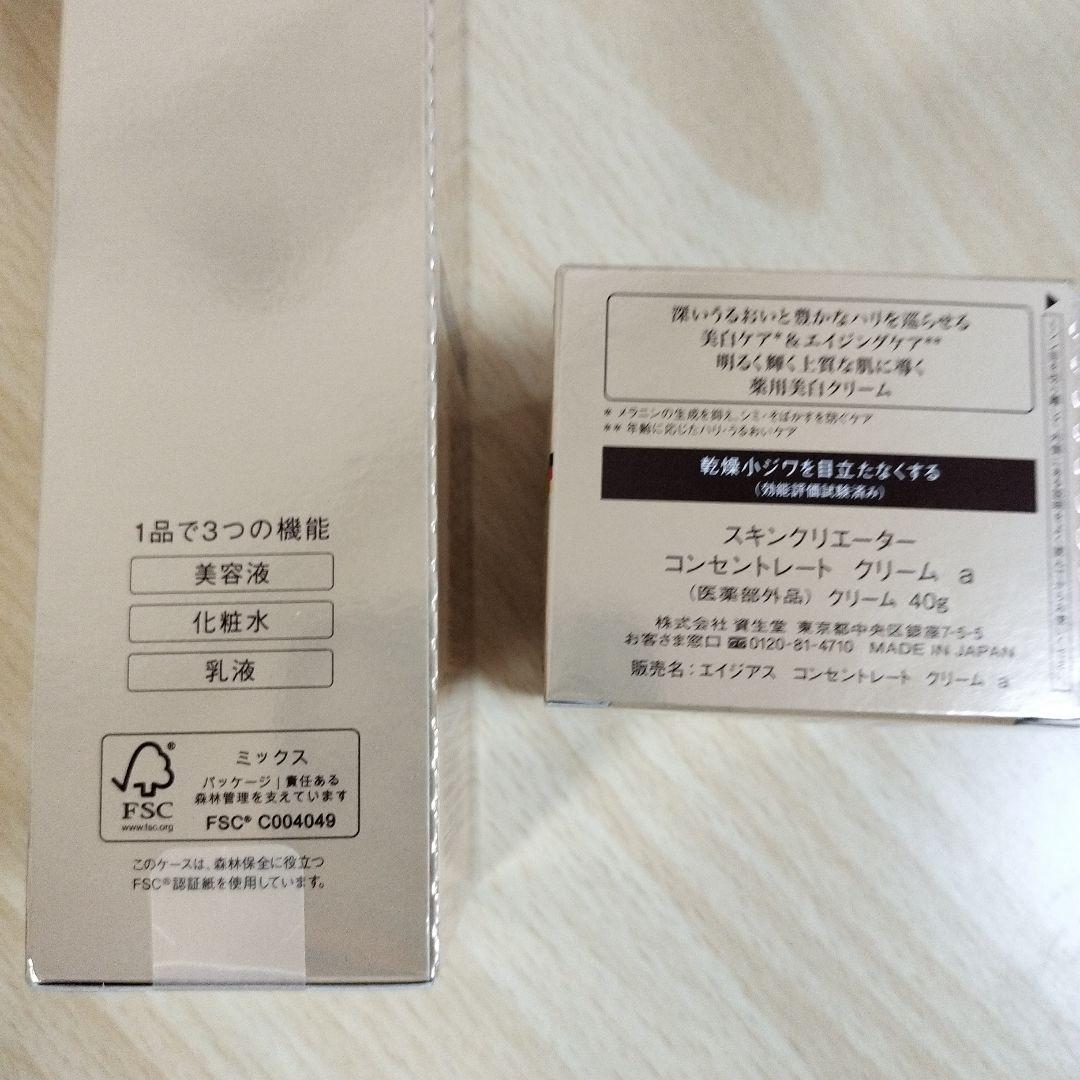 1品で3つの機能
美容液
化粧水
乳液
FSC®
www.fsc.org
ミックス
パッケージ|責任ある
森林管理を支えています
FSC® C004049
このケースは、森林保全に役立つ
FSC®認証紙を使用しています。
深いうるおいと豊かなハリを巡らせる
美白ケア*&エイジングケア**
明るく輝く上質な肌に導く
薬用美白クリーム
* メラニンの生成を抑え、シミ・そばかすを防ぐケア
** 年齢に応じたハリ・うるおいケア
乾燥小ジワを目立たなくする
(効能評価試験済み)
スキンクリエーター
コンセントレート クリーム a
(医薬部外品) クリーム 40g
株式会社 資生堂 東京都中央区銀座7-5-5
お客さま窓口 0120-81-4710 MADE IN JAPAN
販売名:エイジアス コンセントレート クリーム a